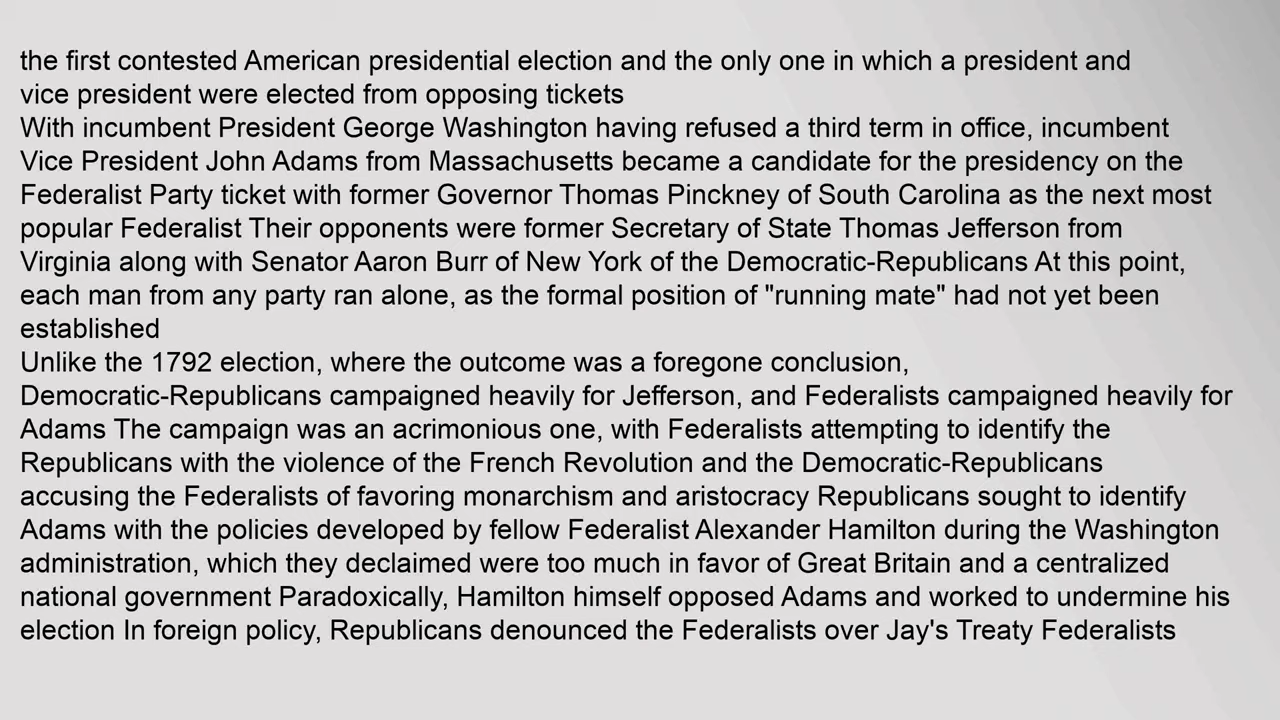 the first contested American presidential election and the only one in which a president and
vice president were elected from opposing tickets
With incumbent President George Washington having refused a third term in office, incumbent
Vice President John Adams from Massachusetts became a candidate for the presidency on the
Federalist Party ticket with former Governor Thomas Pinckney of South Carolina as the next most
popular Federalist Their opponents were former Secretary of State Thomas Jefferson from
Virginia along with Senator Aaron Burr of New York of the Democratic-Republicans At this point,
each man from any party ran alone, as the formal position of "running mate" had not yet been
established
Unlike the 1792 election, where the outcome was a foregone conclusion,
Democratic-Republicans campaigned heavily for Jefferson, and Federalists campaigned heavily for
Adams The campaign was an acrimonious one, with Federalists attempting to identify the
Republicans with the violence of the French Revolution and the Democratic-Republicans
accusing the Federalists of favoring monarchism and aristocracy Republicans sought to identify
Adams with the policies developed by fellow Federalist Alexander Hamilton during the Washington
administration, which they declaimed were too much in favor of Great Britain and a centralized
national government Paradoxically, Hamilton himself opposed Adams and worked to undermine his
election In foreign policy, Republicans denounced the Federalists over Jay's Treaty Federalists